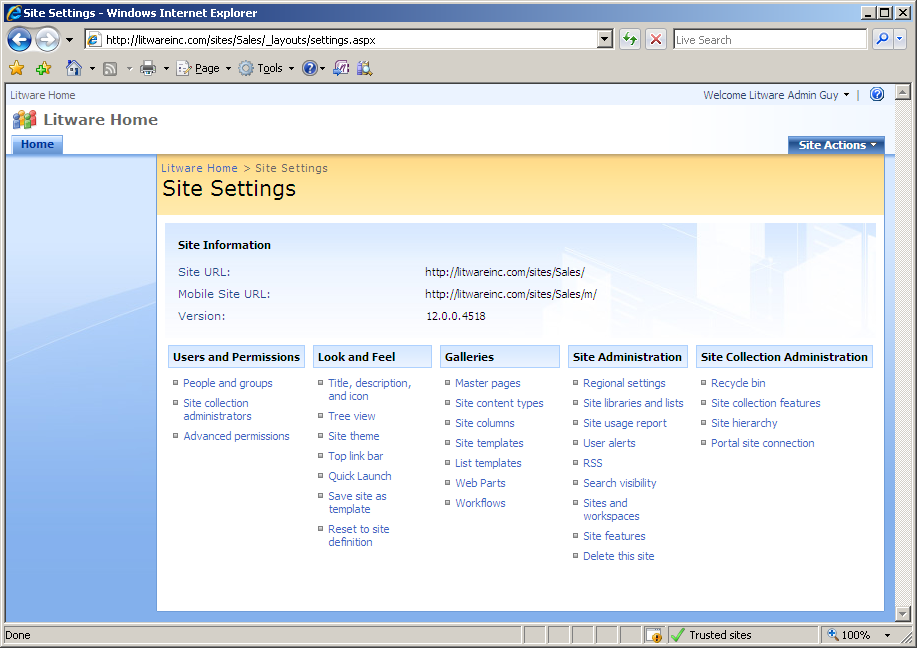 Site Settings - Windows Internet Explorer
http://litwareinc.com/sites/Sales/_layouts/settings.aspx
Live Search
Page
Tools
Litware Home
Welcome Litware Admin Guy
Litware Home
Home
Site Actions
Litware Home > Site Settings
Site Settings
Site Information
Site URL: http://litwareinc.com/sites/Sales/
Mobile Site URL: http://litwareinc.com/sites/Sales/m/
Version: 12.0.0.4518
Users and Permissions
People and groups
Site collection
administrators
Advanced permissions
Look and Feel
Title, description,
and icon
Tree view
Site theme
Top link bar
Quick Launch
Save site as
template
Reset to site
definition
Galleries
Master pages
Site content types
Site columns
Site templates
List templates
Web Parts
Workflows
Site Administration
Regional settings
Site libraries and lists
Site usage report
User alerts
RSS
Search visibility
Sites and
workspaces
Site features
Delete this site
Site Collection Administration
Recycle bin
Site collection features
Site hierarchy
Portal site connection
Done
Trusted sites
100%